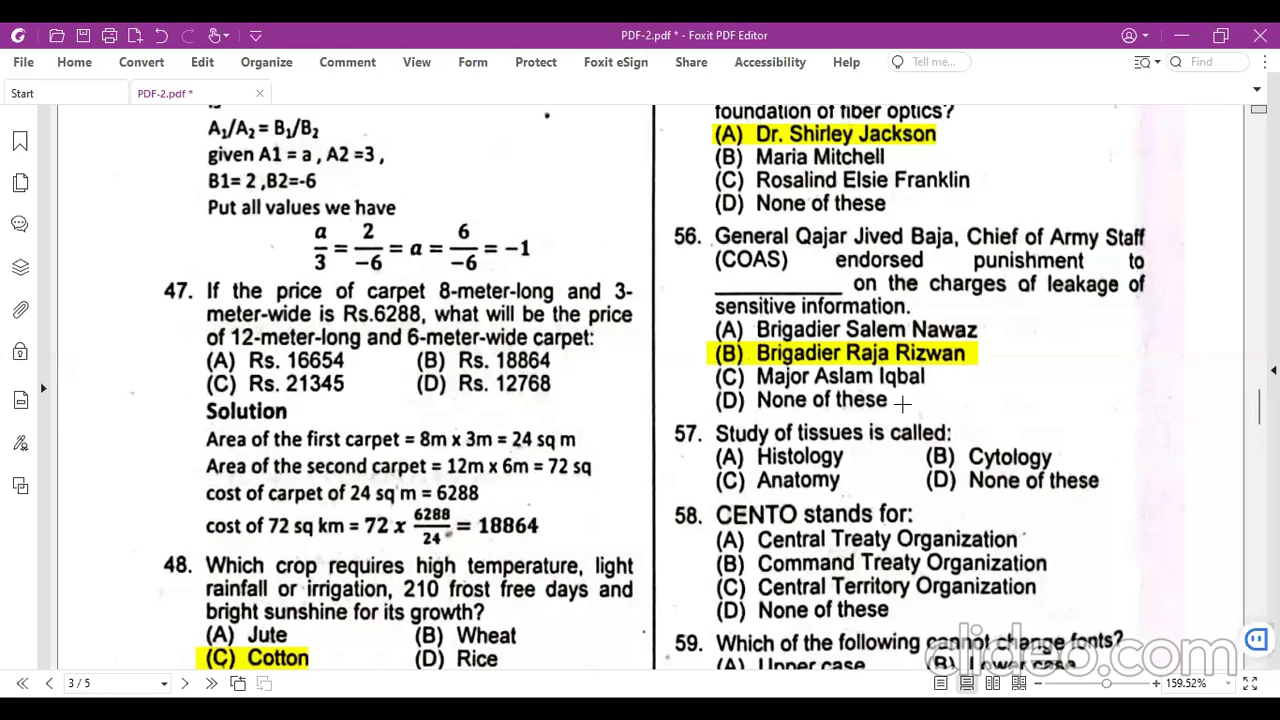 PDF-2.pdf * - Foxit PDF Editor
File Home Convert Edit Organize Comment View Form Protect Foxit eSign Share Accessibility Help Tell me... Find
Start PDF-2.pdf *
is
A₁/A₂ = B₁/B₂
given A1 = a , A2 =3 ,
B1= 2 ,B2=-6
Put all values we have
a/3 = 2/-6 = a = 6/-6 = -1
47. If the price of carpet 8-meter-long and 3-
meter-wide is Rs.6288, what will be the price
of 12-meter-long and 6-meter-wide carpet:
(A) Rs. 16654 (B) Rs. 18864
(C) Rs. 21345 (D) Rs. 12768
Solution
Area of the first carpet = 8m x 3m = 24 sq m
Area of the second carpet = 12m x 6m = 72 sq
cost of carpet of 24 sq m = 6288
cost of 72 sq km = 72 x 6288/24 = 18864
48. Which crop requires high temperature, light
rainfall or irrigation, 210 frost free days and
bright sunshine for its growth?
(A) Jute (B) Wheat
(C) Cotton (D) Rice
foundation of fiber optics?
(A) Dr. Shirley Jackson
(B) Maria Mitchell
(C) Rosalind Elsie Franklin
(D) None of these
56. General Qajar Jived Baja, Chief of Army Staff
(COAS) endorsed punishment to
____________ on the charges of leakage of
sensitive information.
(A) Brigadier Salem Nawaz
(B) Brigadier Raja Rizwan
(C) Major Aslam Iqbal
(D) None of these
57. Study of tissues is called:
(A) Histology (B) Cytology
(C) Anatomy (D) None of these
58. CENTO stands for:
(A) Central Treaty Organization
(B) Command Treaty Organization
(C) Central Territory Organization
(D) None of these
59. Which of the following cannot change fonts?
(A) Upper case (B) Lower case
clideo.com
3 / 5 159.52%